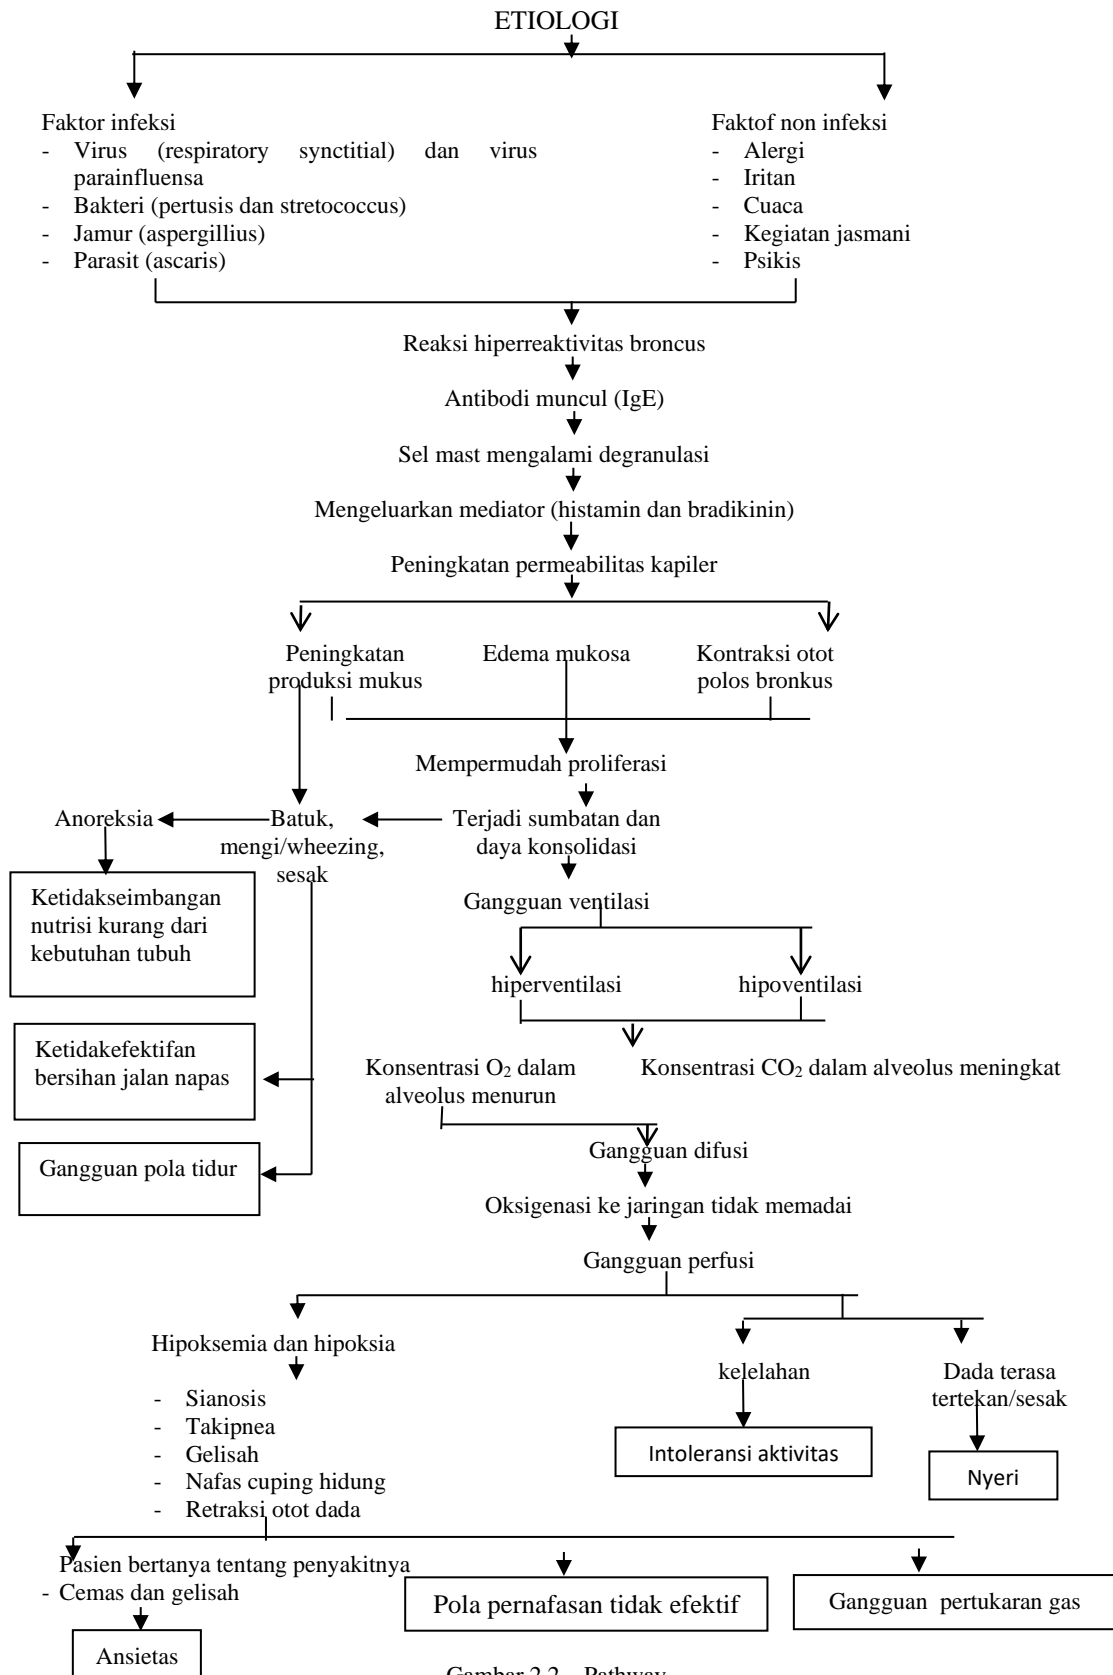 ETIOLOGI
Faktor infeksi
- Virus (respiratory synctitial) dan virus
parainfluensa
- Bakteri (pertusis dan stretococcus)
- Jamur (aspergillius)
- Parasit (ascaris)
Faktof non infeksi
- Alergi
- Iritan
- Cuaca
- Kegiatan jasmani
- Psikis
Reaksi hiperreaktivitas broncus
Antibodi muncul (IgE)
Sel mast mengalami degranulasi
Mengeluarkan mediator (histamin dan bradikinin)
Peningkatan permeabilitas kapiler
Peningkatan
produksi mukus
Edema mukosa
Kontraksi otot
polos bronkus
Mempermudah proliferasi
Anoreksia
Batuk,
mengi/wheezing,
sesak
Terjadi sumbatan dan
daya konsolidasi
Ketidakseimbangan
nutrisi kurang dari
kebutuhan tubuh
Gangguan ventilasi
hiperventilasi
hipoventilasi
Ketidakefektifan
bersihan jalan napas
Konsentrasi O₂ dalam
alveolus menurun
Konsentrasi CO₂ dalam alveolus meningkat
Gangguan pola tidur
Gangguan difusi
Oksigenasi ke jaringan tidak memadai
Gangguan perfusi
Hipoksemia dan hipoksia
- Sianosis
- Takipnea
- Gelisah
- Nafas cuping hidung
- Retraksi otot dada
kelelahan
Dada terasa
tertekan/sesak
Intoleransi aktivitas
Nyeri
Pasien bertanya tentang penyakitnya
- Cemas dan gelisah
Pola pernafasan tidak efektif
Gangguan pertukaran gas
Ansietas
Gambar 2.2 Pathway